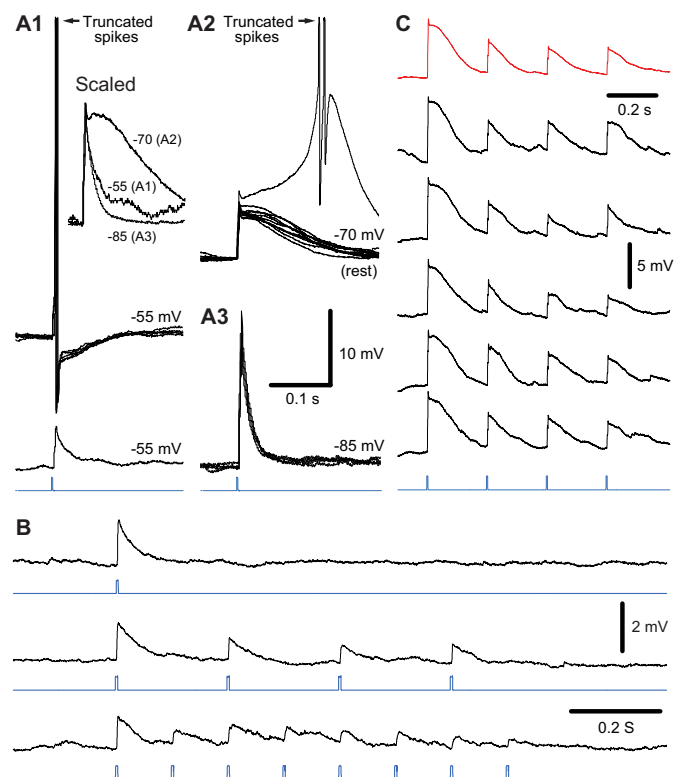 A1
Truncated
spikes
A2
Truncated
spikes
C
Scaled
-70 (A2)
-55 (A1)
-85 (A3)
0.2 s
-70 mV
(rest)
5 mV
-55 mV
A3
10 mV
0.1 s
-55 mV
-85 mV
B
2 mV
0.2 S